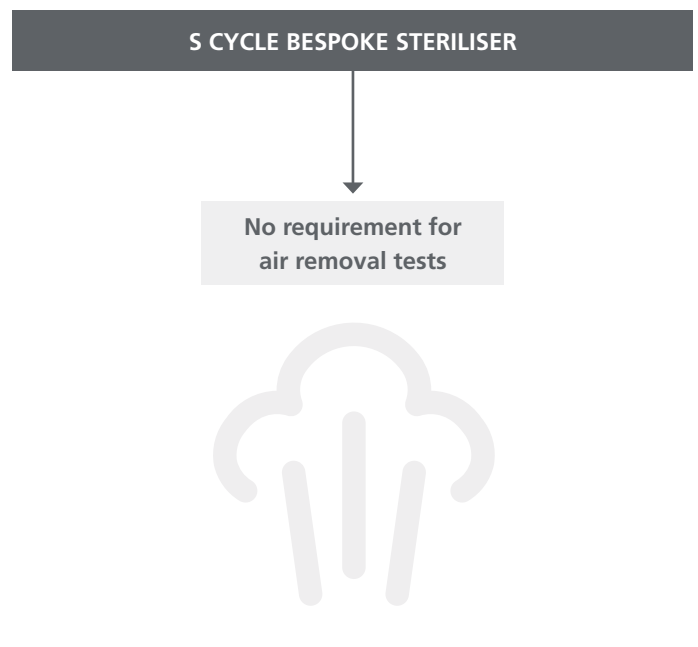 S CYCLE BESPOKE STERILISER
No requirement for
air removal tests